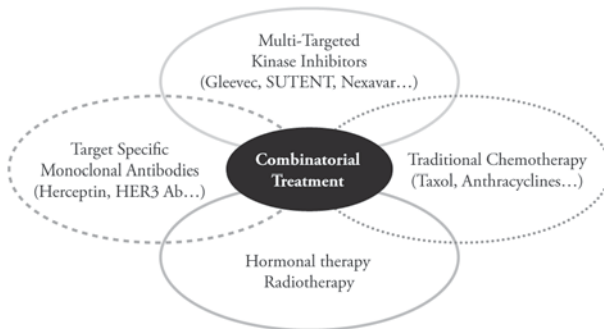 Multi-Targeted
Kinase Inhibitors
(Gleevec, SUTENT, Nexavar...)
Target Specific
Monoclonal Antibodies
(Herceptin, HER3 Ab...)
Combinatorial
Treatment
Traditional Chemotherapy
(Taxol, Anthracyclines...)
Hormonal therapy
Radiotherapy